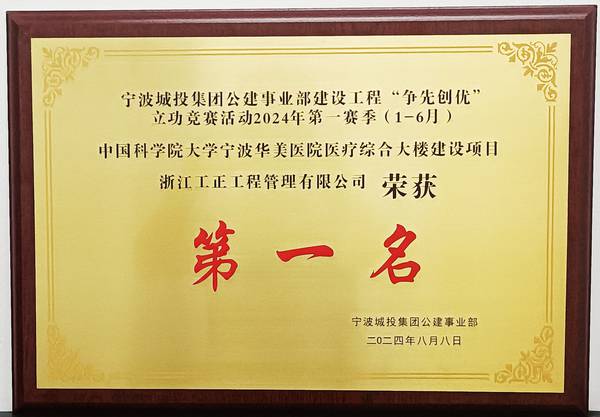 宁波城投集团公建事业部建设工程“争先创优”
立功竞赛活动2024年第一赛季（1-6月）
中国科学院大学宁波华美医院医疗综合大楼建设项目
浙江工正工程管理有限公司 荣获
第一名
宁波城投集团公建事业部
二〇二四年八月八日